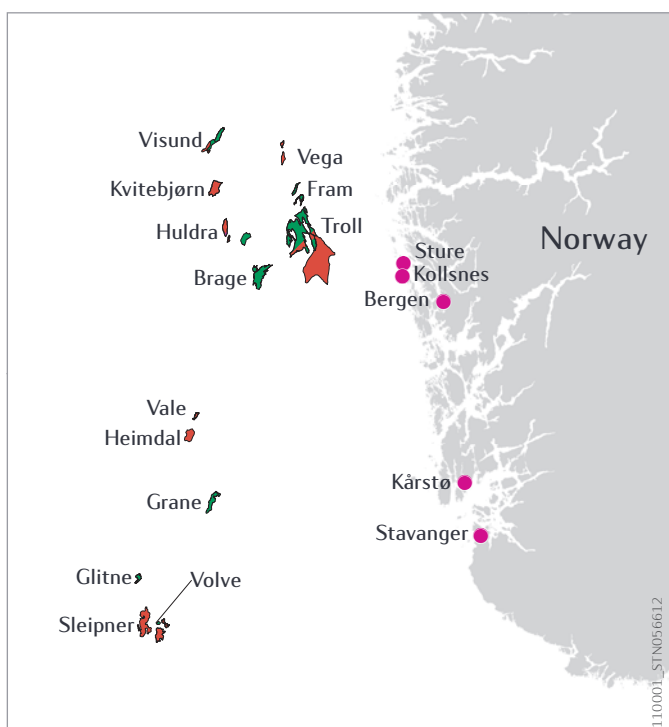 Visund
Vega
Kvitebjørn
Fram
Huldra
Troll
Norway
Sture
Brage
Kollsnes
Bergen
Vale
Heimdal
Kårstø
Grane
Stavanger
Glitne
Volve
Sleipner
110001_STN056612